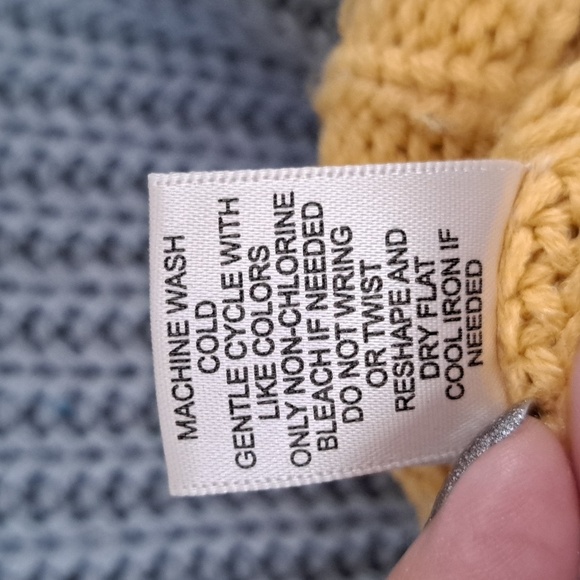 MACHINE WASH
COLD
GENTLE CYCLE WITH
LIKE COLORS
ONLY NON-CHLORINE
BLEACH IF NEEDED
DO NOT WRING
OR TWIST
RESHAPE AND
DRY FLAT
COOL IRON IF
NEEDED